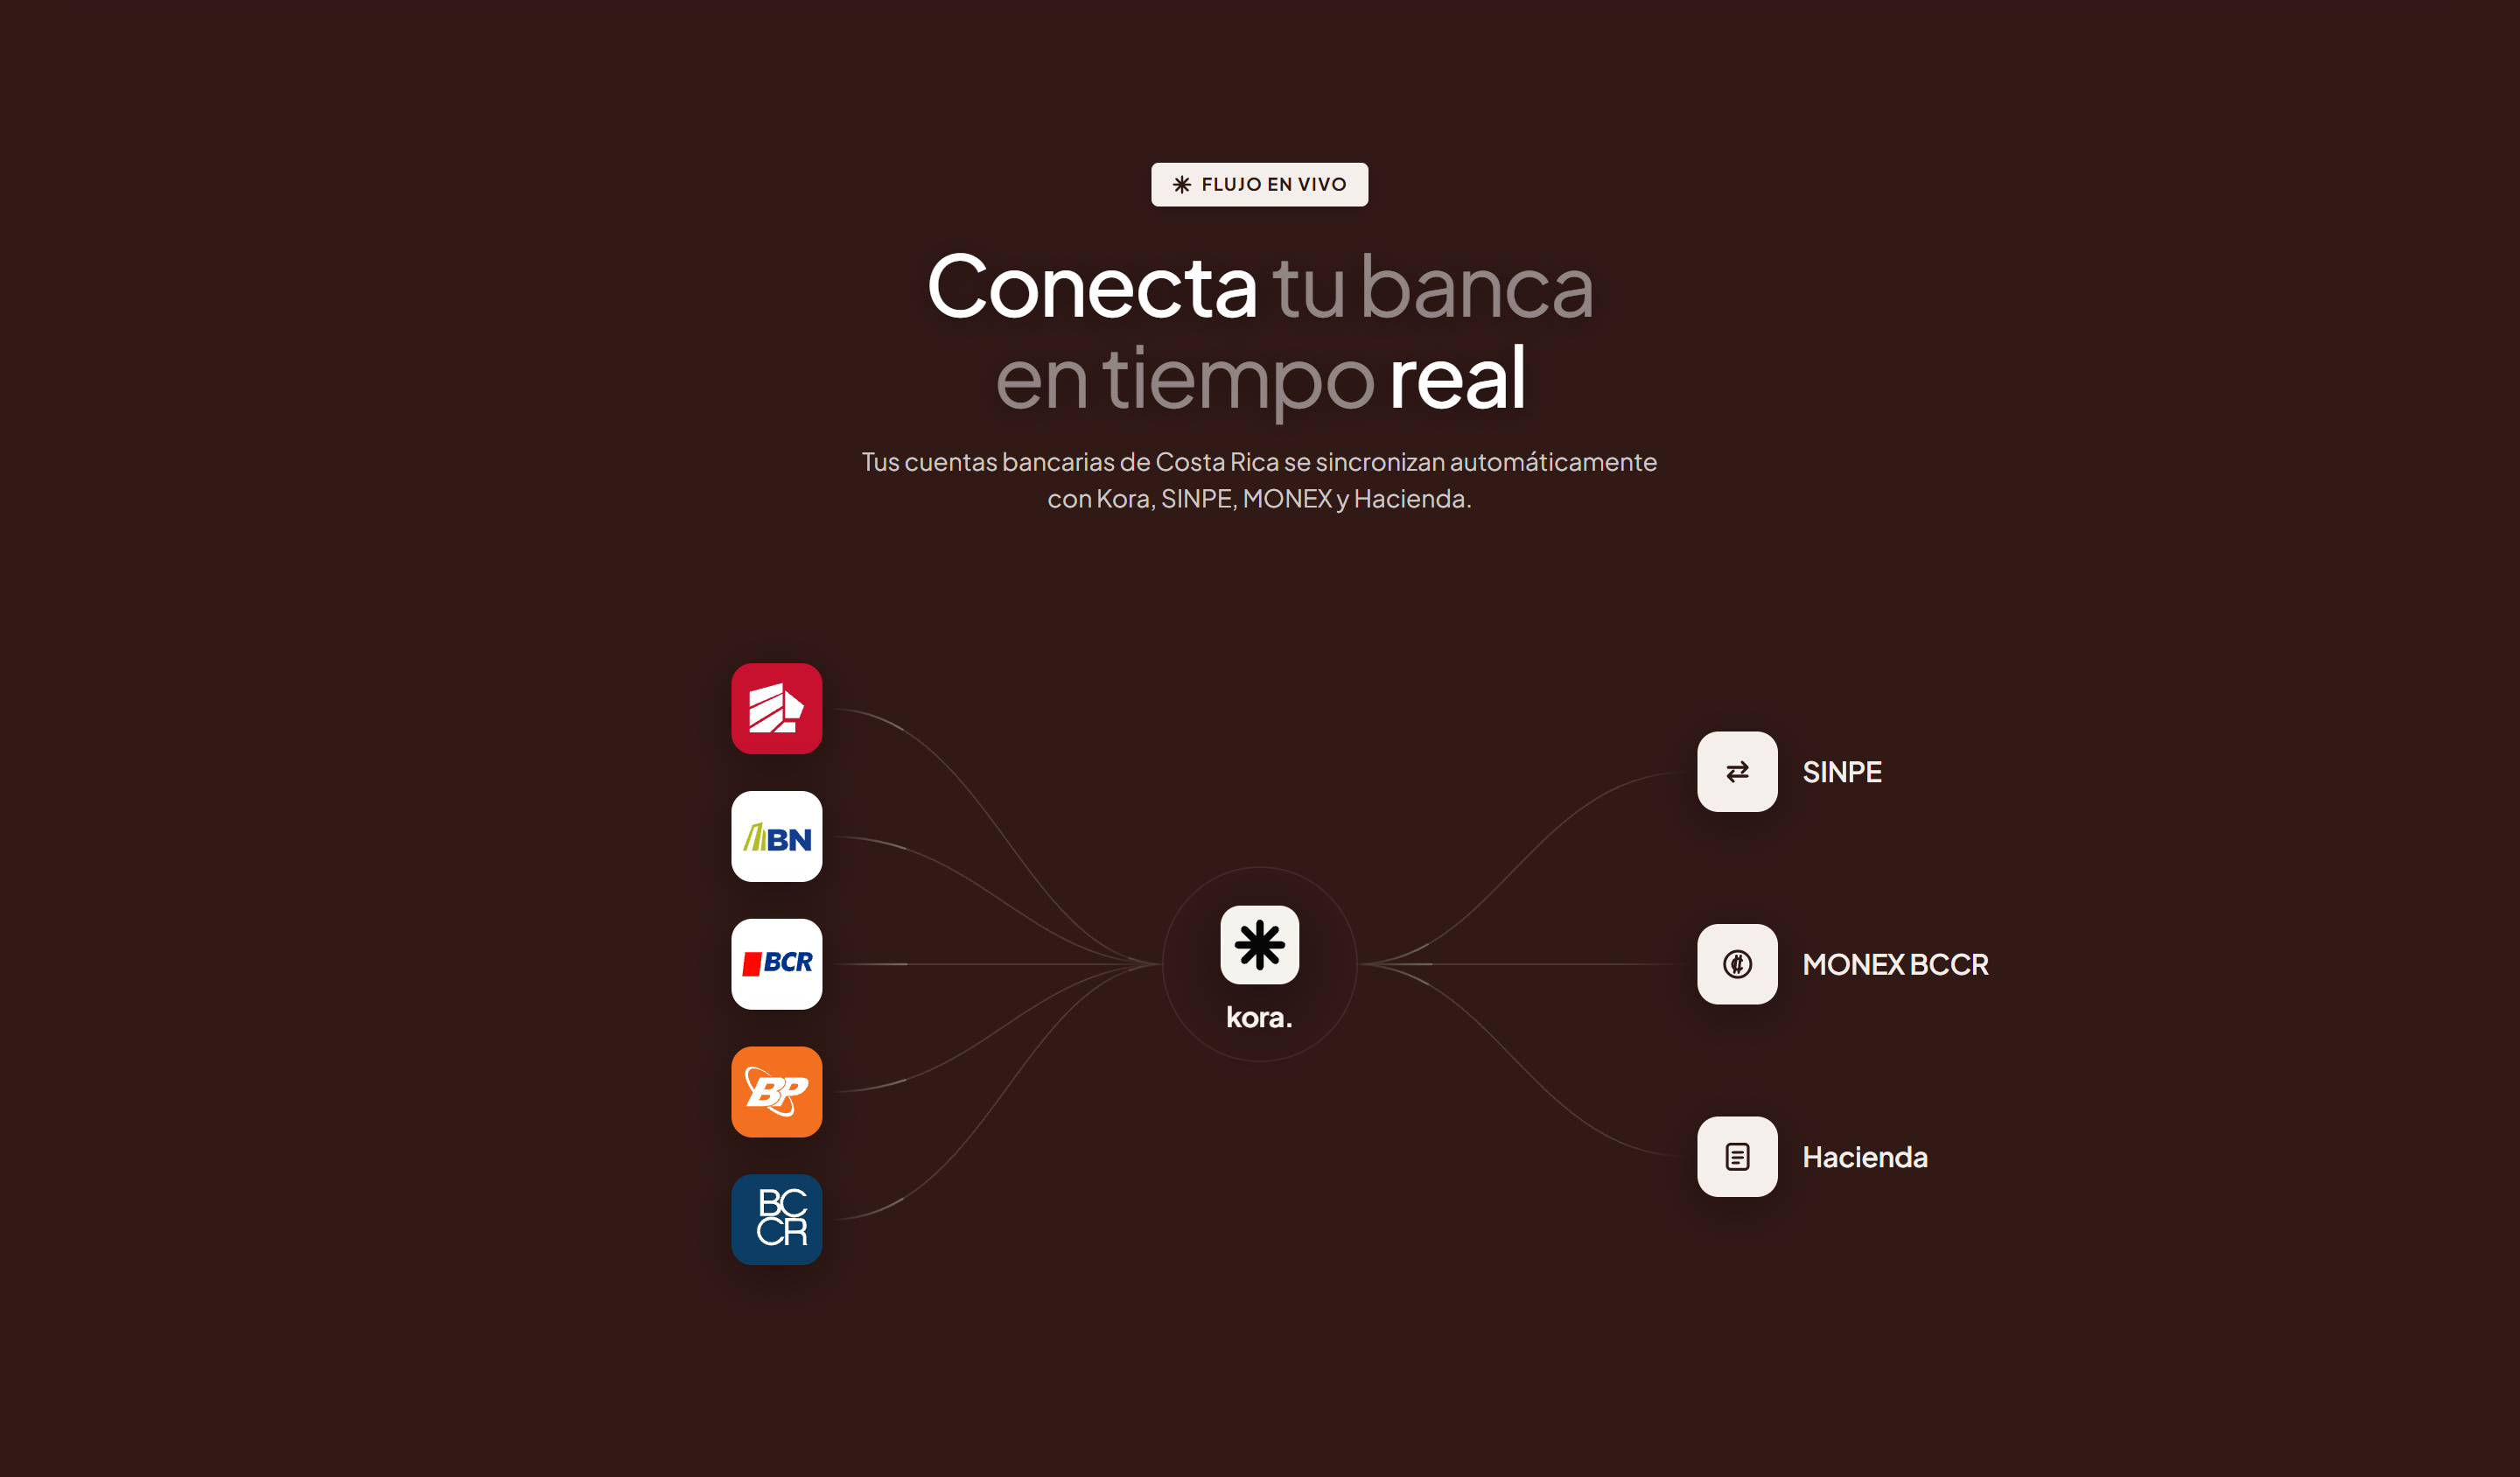 FLUJO EN VIVO
Conecta tu banca
en tiempo real
Tus cuentas bancarias de Costa Rica se sincronizan automáticamente
con Kora, SINPE, MONEX y Hacienda.
BN
BCR
BP
BC
CR
kora.
SINPE
MONEX BCCR
Hacienda